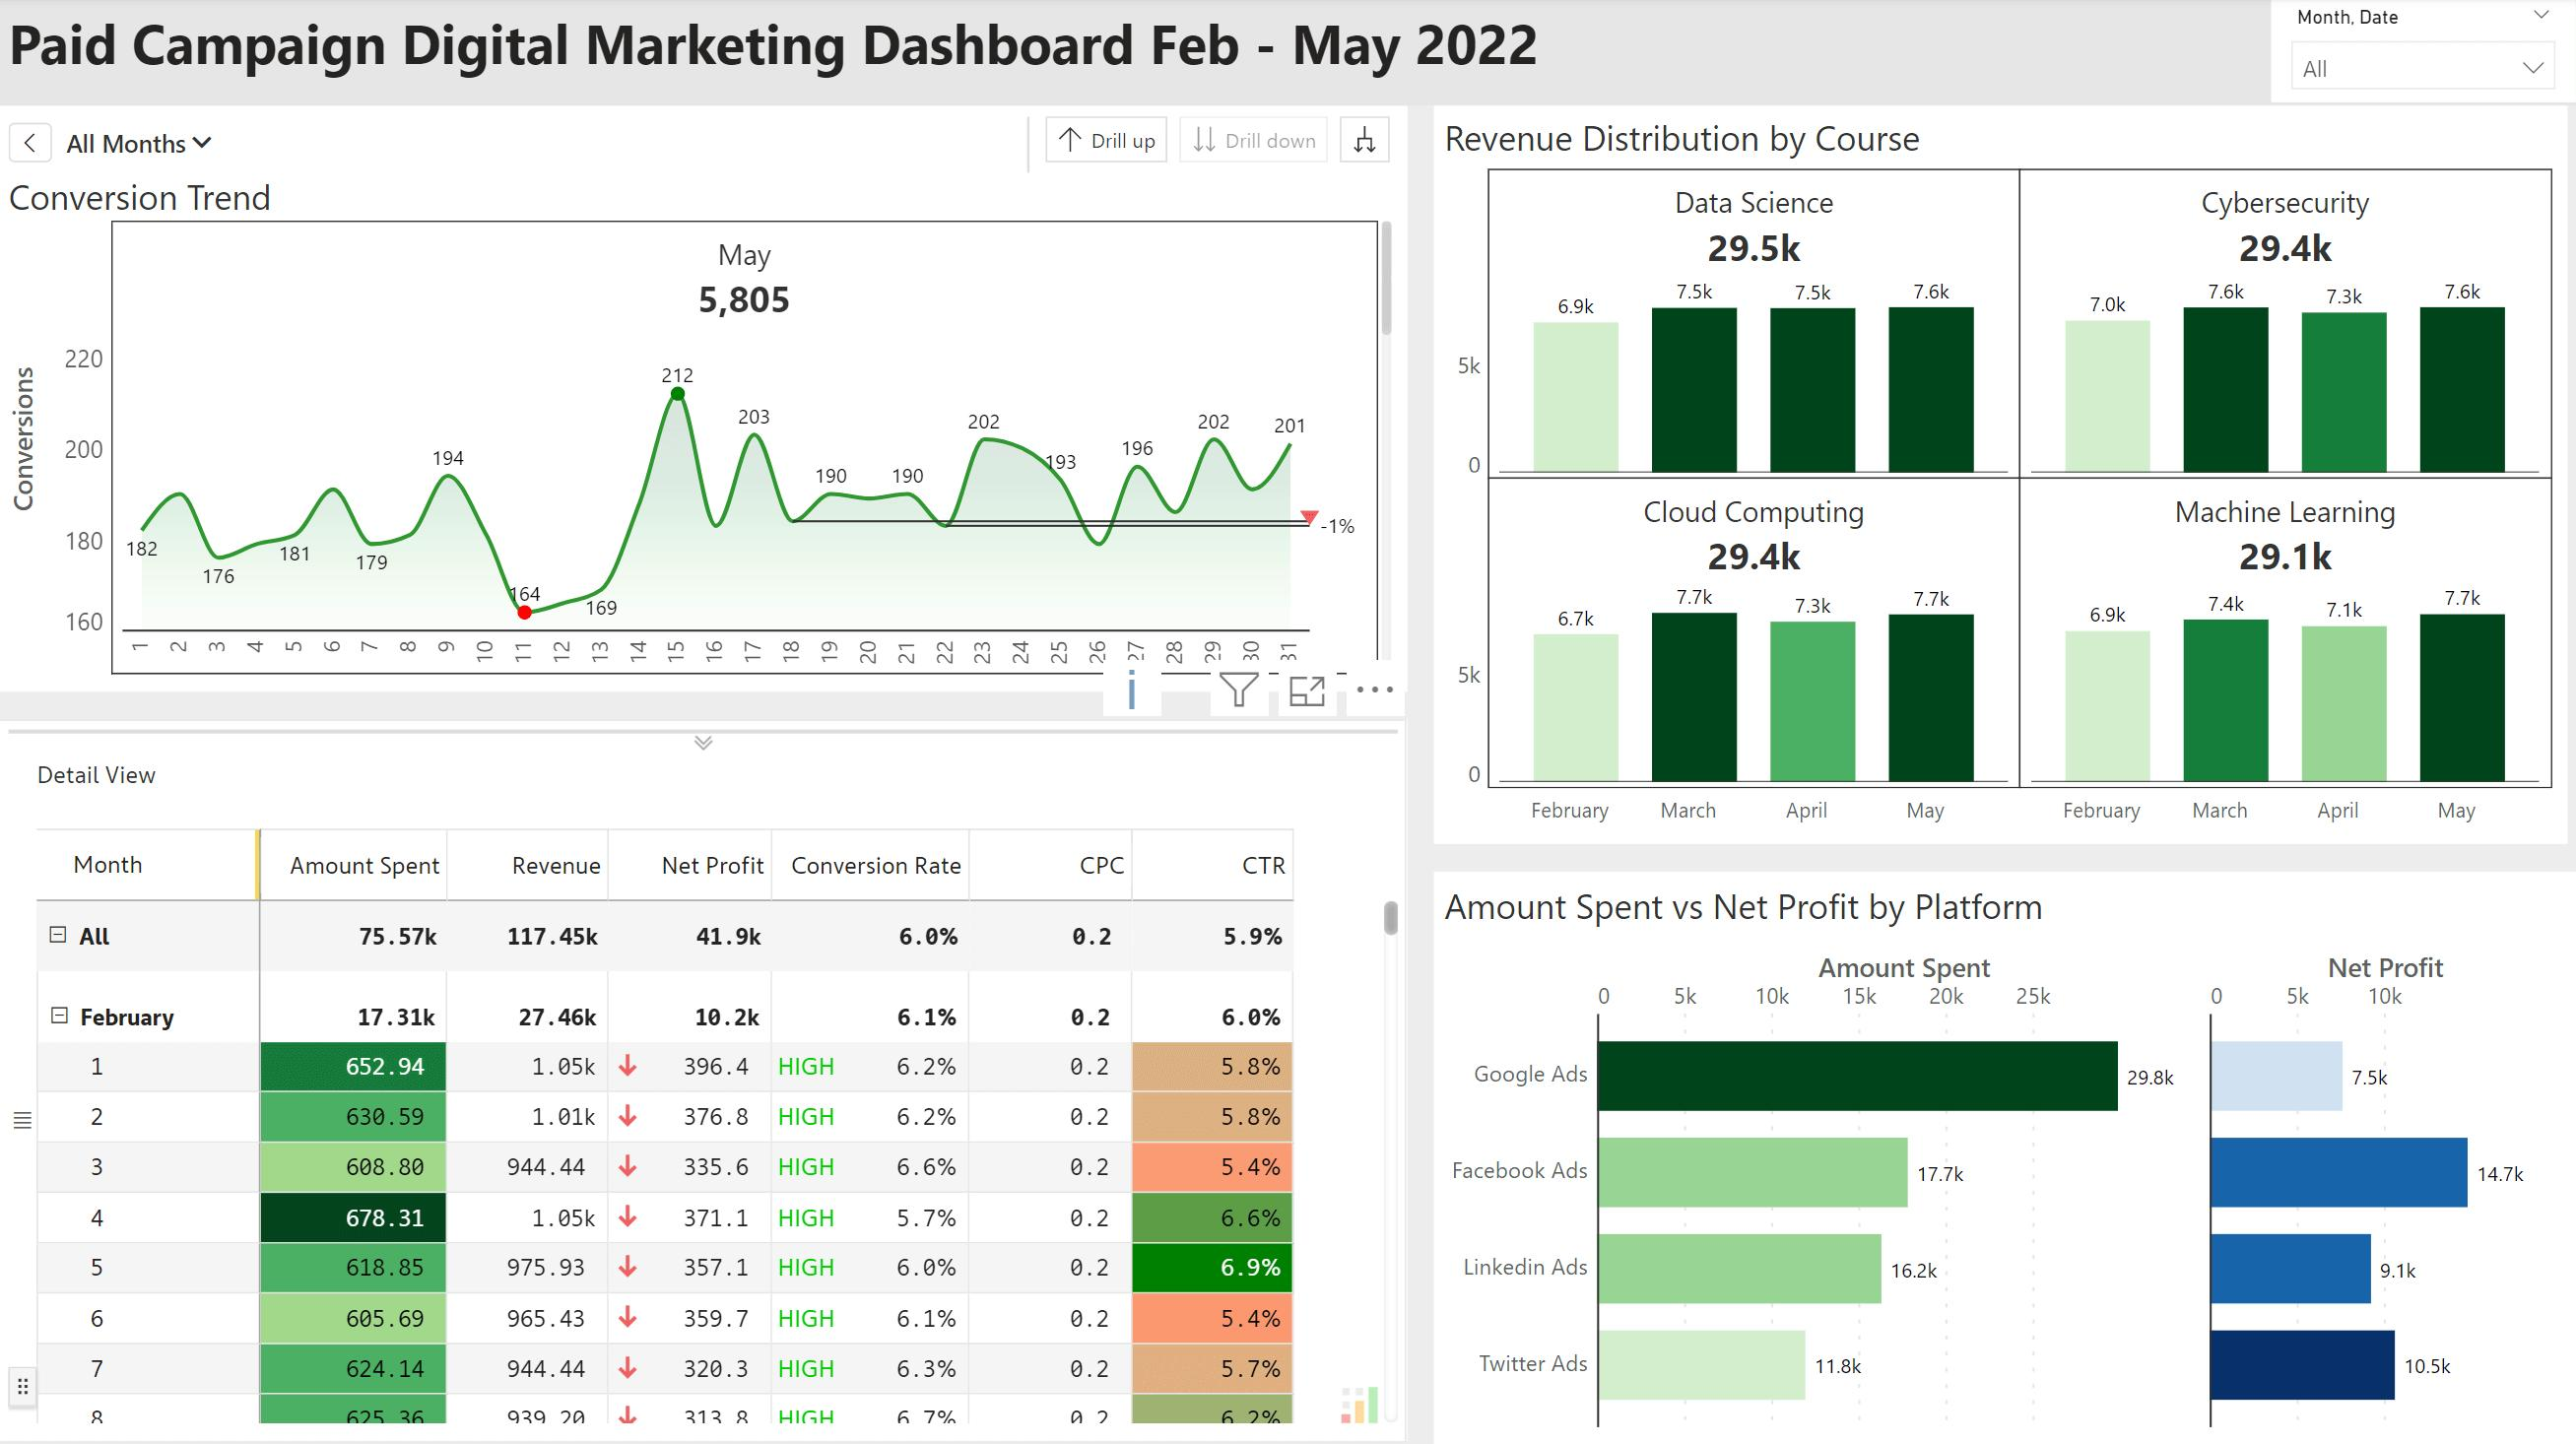 Paid Campaign Digital Marketing Dashboard Feb - May 2022
Month, Date
All
All Months
Drill up
Drill down
Conversion Trend
May
5,805
Conversions
220
200
180
160
182
176
181
179
194
164
169
212
203
190
190
202
193
196
202
201
-1%
1 2 3 4 5 6 7 8 9 10 11 12 13 14 15 16 17 18 19 20 21 22 23 24 25 26 27 28 29 30 31
i
Detail View
Month Amount Spent Revenue Net Profit Conversion Rate CPC CTR
All 75.57k 117.45k 41.9k 6.0% 0.2 5.9%
February 17.31k 27.46k 10.2k 6.1% 0.2 6.0%
1 652.94 1.05k 396.4 HIGH 6.2% 0.2 5.8%
2 630.59 1.01k 376.8 HIGH 6.2% 0.2 5.8%
3 608.80 944.44 335.6 HIGH 6.6% 0.2 5.4%
4 678.31 1.05k 371.1 HIGH 5.7% 0.2 6.6%
5 618.85 975.93 357.1 HIGH 6.0% 0.2 6.9%
6 605.69 965.43 359.7 HIGH 6.1% 0.2 5.4%
7 624.14 944.44 320.3 HIGH 6.3% 0.2 5.7%
8 625.36 939.20 313.8 HIGH 6.7% 0.2 6.2%
Revenue Distribution by Course
Data Science
29.5k
6.9k 7.5k 7.5k 7.6k
5k
0
Cybersecurity
29.4k
7.0k 7.6k 7.3k 7.6k
Cloud Computing
29.4k
6.7k 7.7k 7.3k 7.7k
5k
0
Machine Learning
29.1k
6.9k 7.4k 7.1k 7.7k
February March April May
February March April May
Amount Spent vs Net Profit by Platform
Amount Spent Net Profit
0 5k 10k 15k 20k 25k 0 5k 10k
Google Ads 29.8k 7.5k
Facebook Ads 17.7k 14.7k
Linkedin Ads 16.2k 9.1k
Twitter Ads 11.8k 10.5k